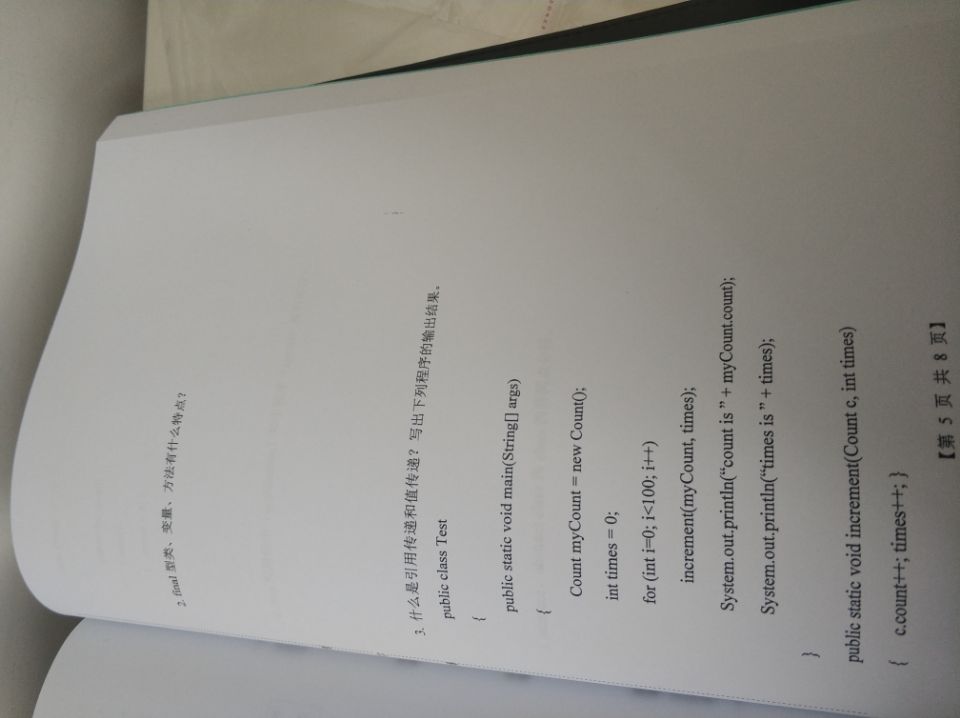 2. final 型类、变量、方法有什么特点？
3. 什么是引用传递和值传递？写出下列程序的输出结果。
public class Test
{
public static void main(String[] args)
{
Count myCount = new Count();
int times = 0;
for (int i=0; i<100; i++)
increment(myCount, times);
System.out.println(“count is ” + myCount.count);
System.out.println(“times is ” + times);
}
public static void increment(Count c, int times)
{ c.count++; times++; }
【第 5 页 共 8 页】